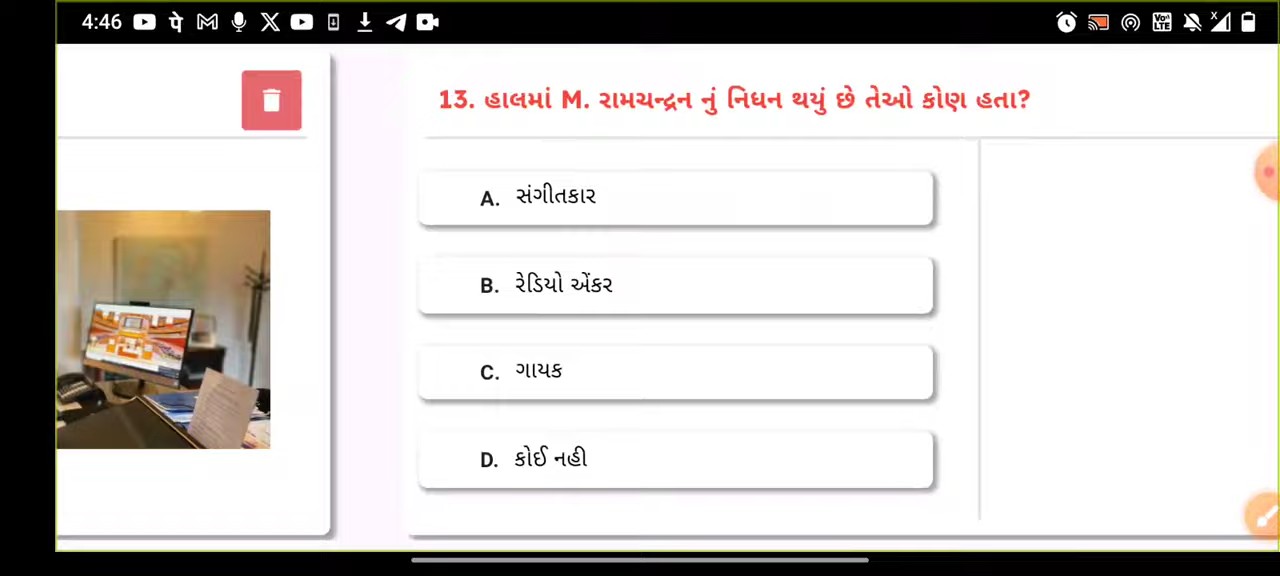 4:46
13. હાલમાં M. રામચન્દ્રન નું નિધન થયું છે તેઓ કોણ હતા?
A. સંગીતકાર
B. રેડિયો એંકર
C. ગાયક
D. કોઈ નહી